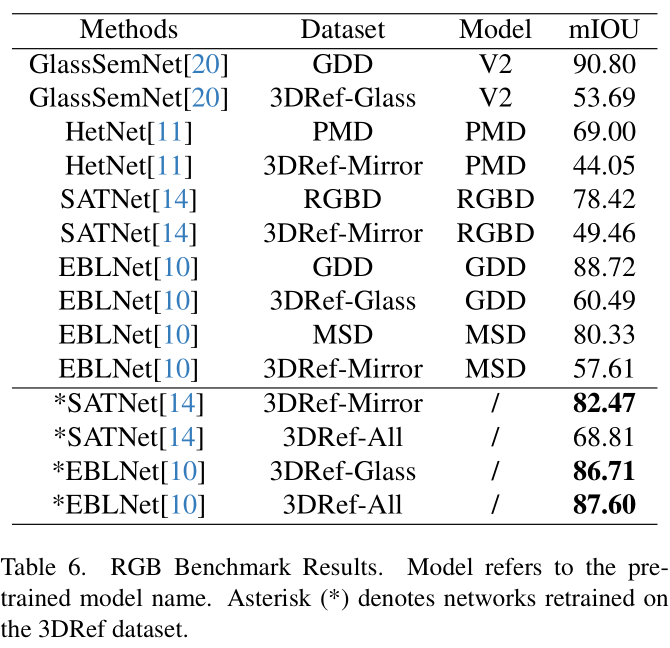 Methods Dataset Model mIOU
GlassSemNet[20] GDD V2 90.80
GlassSemNet[20] 3DRef-Glass V2 53.69
HetNet[11] PMD PMD 69.00
HetNet[11] 3DRef-Mirror PMD 44.05
SATNet[14] RGBD RGBD 78.42
SATNet[14] 3DRef-Mirror RGBD 49.46
EBLNet[10] GDD GDD 88.72
EBLNet[10] 3DRef-Glass GDD 60.49
EBLNet[10] MSD MSD 80.33
EBLNet[10] 3DRef-Mirror MSD 57.61
*SATNet[14] 3DRef-Mirror / 82.47
*SATNet[14] 3DRef-All / 68.81
*EBLNet[10] 3DRef-Glass / 86.71
*EBLNet[10] 3DRef-All / 87.60
Table 6. RGB Benchmark Results. Model refers to the pre-
trained model name. Asterisk (*) denotes networks retrained on
the 3DRef dataset.